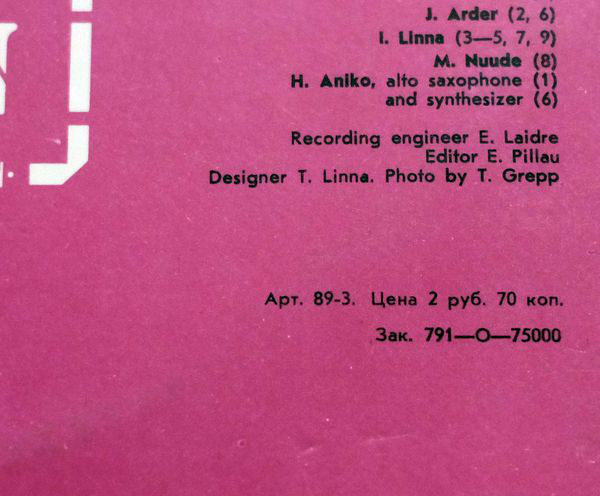 J. Arder (2, 6)
I. Linna (3—5, 7, 9)
M. Nuude (8)
H. Aniko, alto saxophone (1)
and synthesizer (6)
Recording engineer E. Laidre
Editor E. Pillau
Designer T. Linna. Photo by T. Grepp
Арт. 89-3. Цена 2 руб. 70 коп.
Зак. 791—О—75000